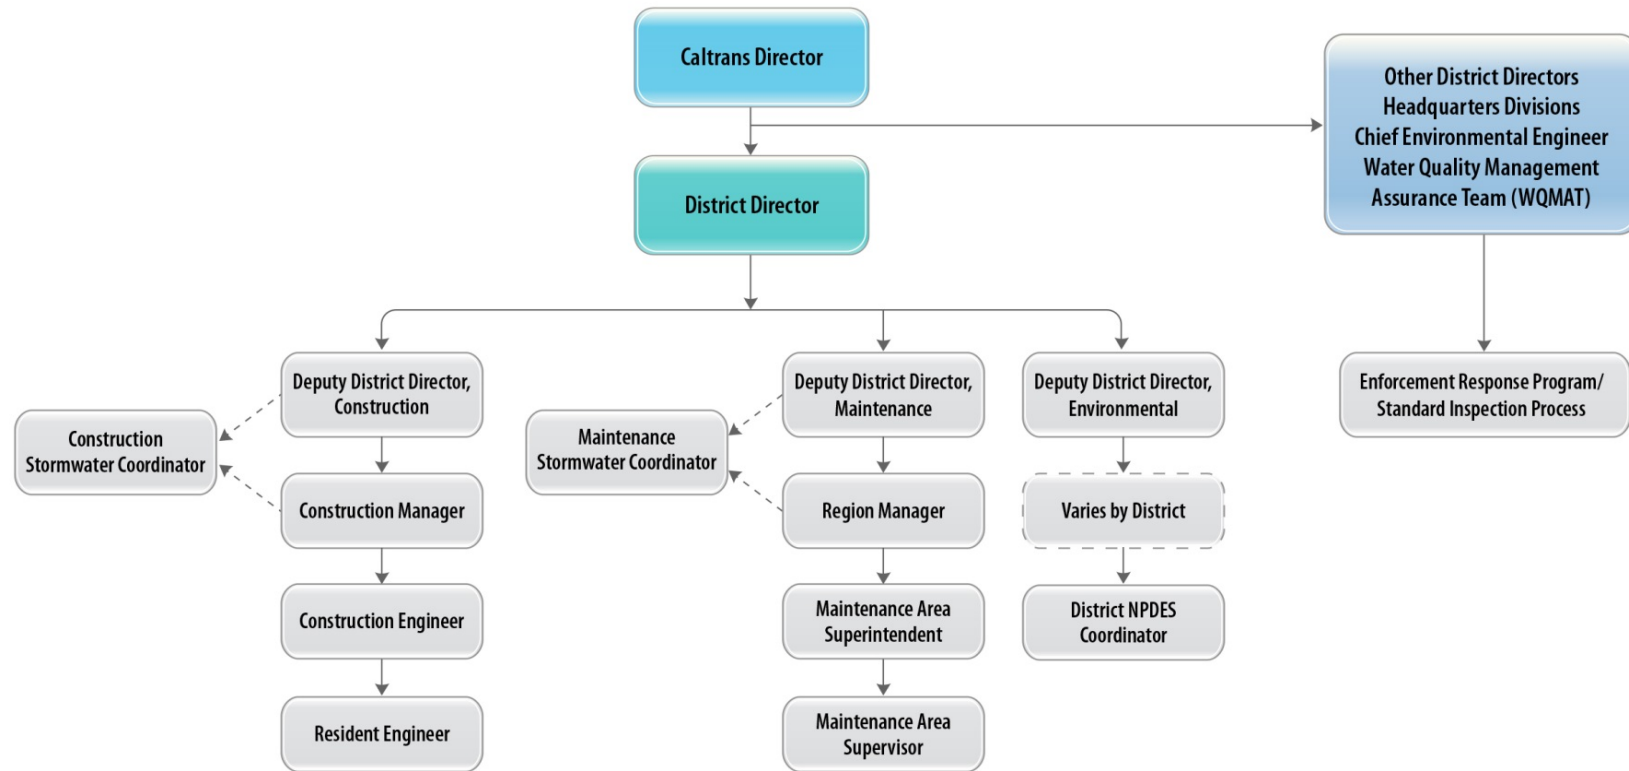 Caltrans Director
Other District Directors
Headquarters Divisions
Chief Environmental Engineer
Water Quality Management
Assurance Team (WQMAT)
District Director
Deputy District Director,
Construction
Deputy District Director,
Maintenance
Deputy District Director,
Environmental
Enforcement Response Program/
Standard Inspection Process
Construction
Stormwater Coordinator
Maintenance
Stormwater Coordinator
Construction Manager
Region Manager
Varies by District
Construction Engineer
Maintenance Area
Superintendent
District NPDES
Coordinator
Resident Engineer
Maintenance Area
Supervisor